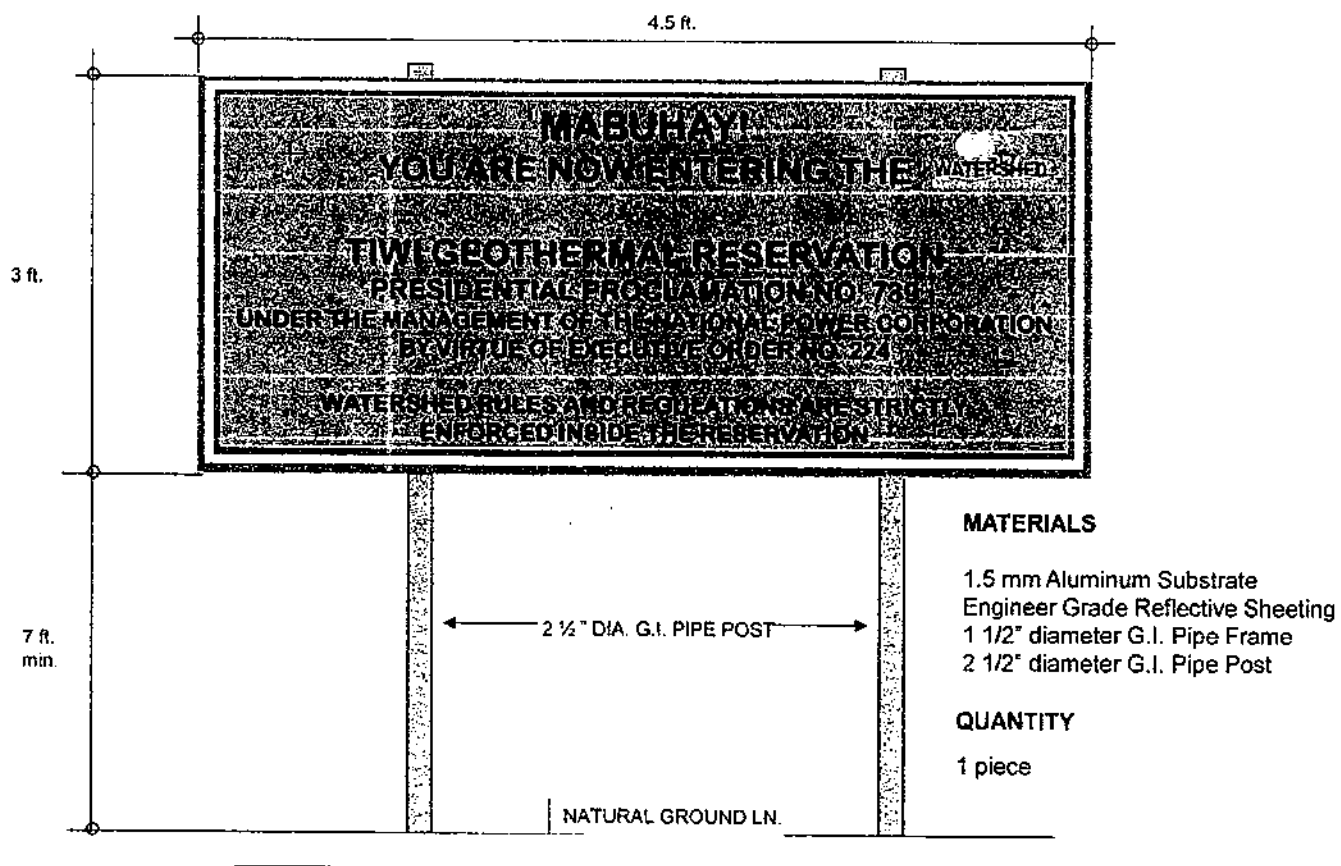 4.5 ft.
MABUHAY!
YOU ARE NOW ENTERING THE
WATERSHED
TIWI GEOTHERMAL RESERVATION
3 ft.
PRESIDENTIAL PROCLAMATION NO.
UNDER THE MANAGEMENT OF THE NATIONAL POWER CORPORATION
BY VIRTUE OF EXECUTIVE ORDER NO. 224
WATERSHED RULES AND REGULATIONS ARE STRICTLY
ENFORCED INSIDE THE RESERVATION
MATERIALS
1.5 mm Aluminum Substrate
Engineer Grade Reflective Sheeting
1 1/2" diameter G.I. Pipe Frame
2 1/2" diameter G.I. Pipe Post
7 ft.
min.
2 ½" DIA. G.I. PIPE POST
QUANTITY
1 piece
NATURAL GROUND LN.